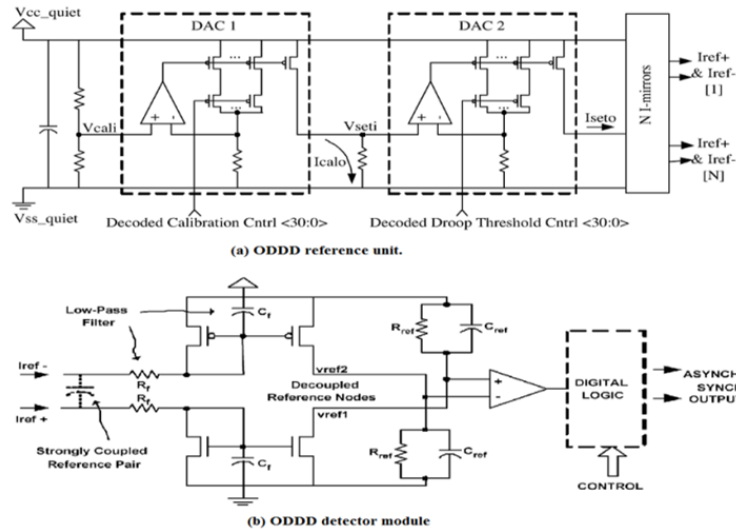 Vcc_quiet
DAC 1
DAC 2
...
...
Vcali
+ -
...
Vseti
+ -
...
Icalo
Iseto
N I-mirrors
Iref+
& Iref-
[1]
Iref+
& Iref-
[N]
Vss_quiet
Decoded Calibration Cntrl <30:0>
Decoded Droop Threshold Cntrl <30:0>
(a) ODDD reference unit.
Low-Pass
Filter
Cf
Rref
Cref
Iref -
Rf
vref2
Decoupled
Reference Nodes
+
-
DIGITAL
LOGIC
ASYNCH
SYNC
OUTPUT
Iref +
Rf
vref1
Strongly Coupled
Reference Pair
Cf
Rref
Cref
CONTROL
(b) ODDD detector module